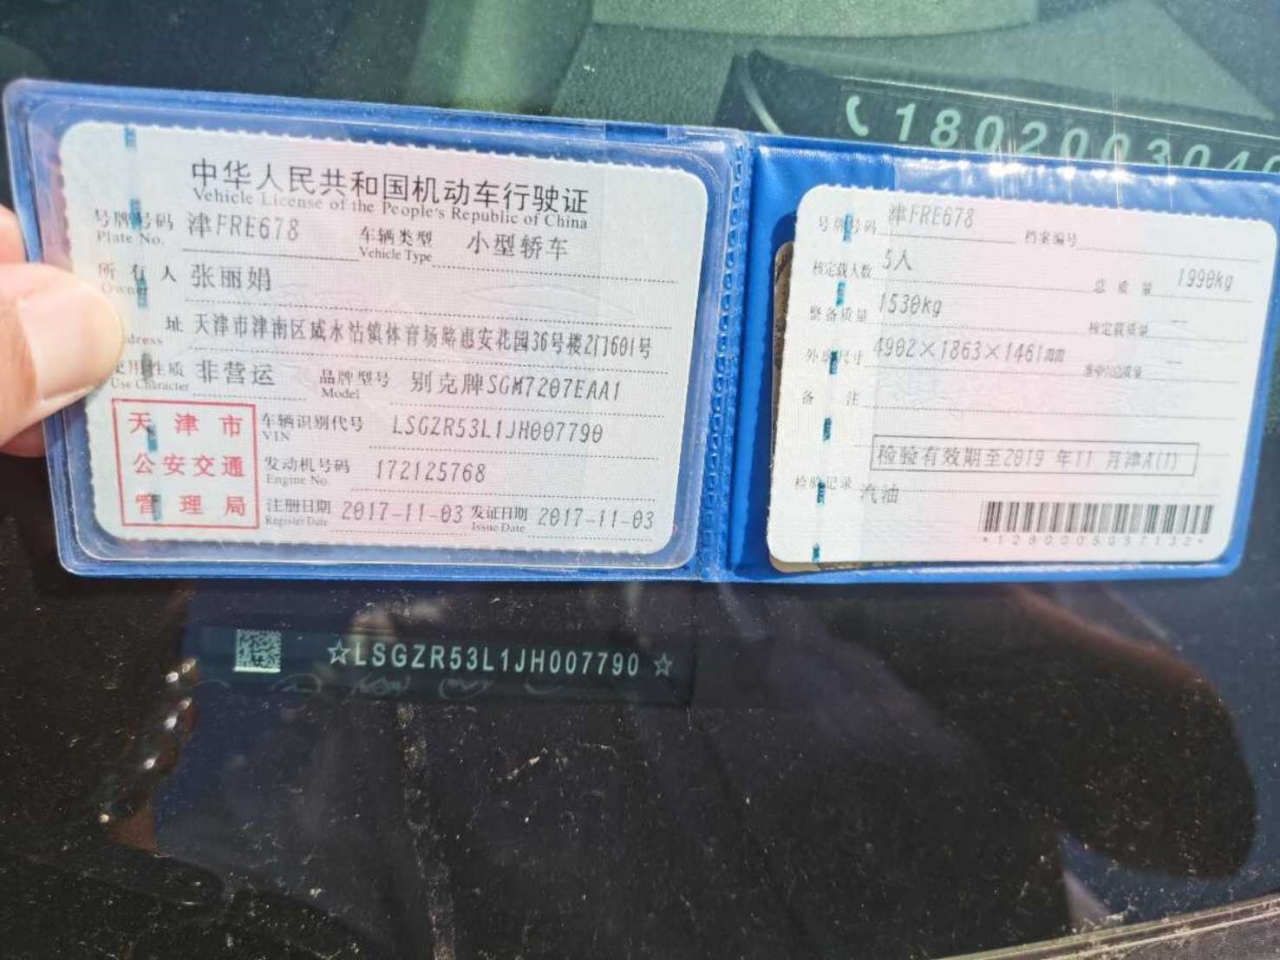 1802003040
中华人民共和国机动车行驶证
Vehicle License of the People's Republic of China
号牌号码 津FRE678 车辆类型 小型轿车
Plate No. Vehicle Type
所有人 张丽娟
Owner
址 天津市津南区咸水沽镇体育场路惠安花园36号楼2门601号
dress
使用性质 非营运 品牌型号 别克牌SGM7207EAA1
Use Character Model
天津市
公安交通
管理局
车辆识别代号 LSGZR53L1JH007790
VIN
发动机号码 172125768
Engine No.
注册日期 2017-11-03 发证日期 2017-11-03
Register Date Issue Date
号牌号码 津FRE678 档案编号
核定载人数 5人 总质量 1990kg
整备质量 1530kg 核定载质量 --
外廓尺寸 4902×1863×1461mm 准牵引总质量 --
备注
检验有效期至2019年11月津A(1)
检验记录 汽油
☆LSGZR53L1JH007790☆